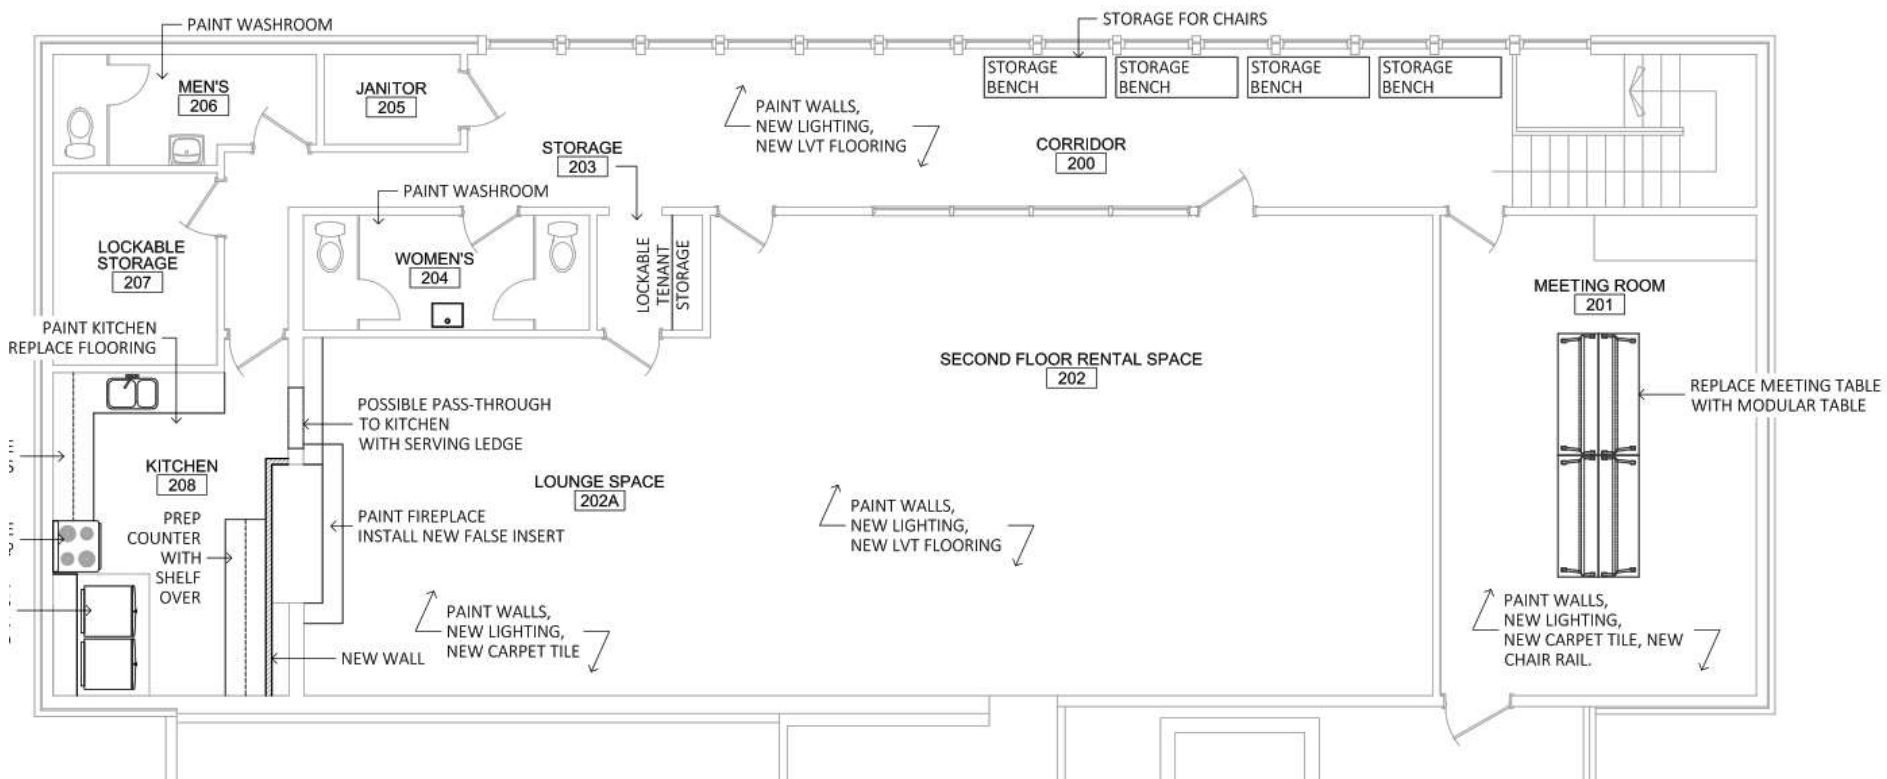 PAINT WASHROOM
STORAGE FOR CHAIRS
MEN'S
206
JANITOR
205
STORAGE
BENCH
STORAGE
BENCH
STORAGE
BENCH
STORAGE
BENCH
PAINT WALLS,
NEW LIGHTING,
NEW LVT FLOORING
STORAGE
203
CORRIDOR
200
PAINT WASHROOM
LOCKABLE
STORAGE
207
WOMEN'S
204
LOCKABLE
TENANT
STORAGE
MEETING ROOM
201
PAINT KITCHEN
REPLACE FLOORING
SECOND FLOOR RENTAL SPACE
202
REPLACE MEETING TABLE
WITH MODULAR TABLE
POSSIBLE PASS-THROUGH
TO KITCHEN
WITH SERVING LEDGE
KITCHEN
208
LOUNGE SPACE
202A
PREP
COUNTER
WITH
SHELF
OVER
PAINT FIREPLACE
INSTALL NEW FALSE INSERT
PAINT WALLS,
NEW LIGHTING,
NEW LVT FLOORING
PAINT WALLS,
NEW LIGHTING,
NEW CARPET TILE
PAINT WALLS,
NEW LIGHTING,
NEW CARPET TILE, NEW
CHAIR RAIL.
NEW WALL